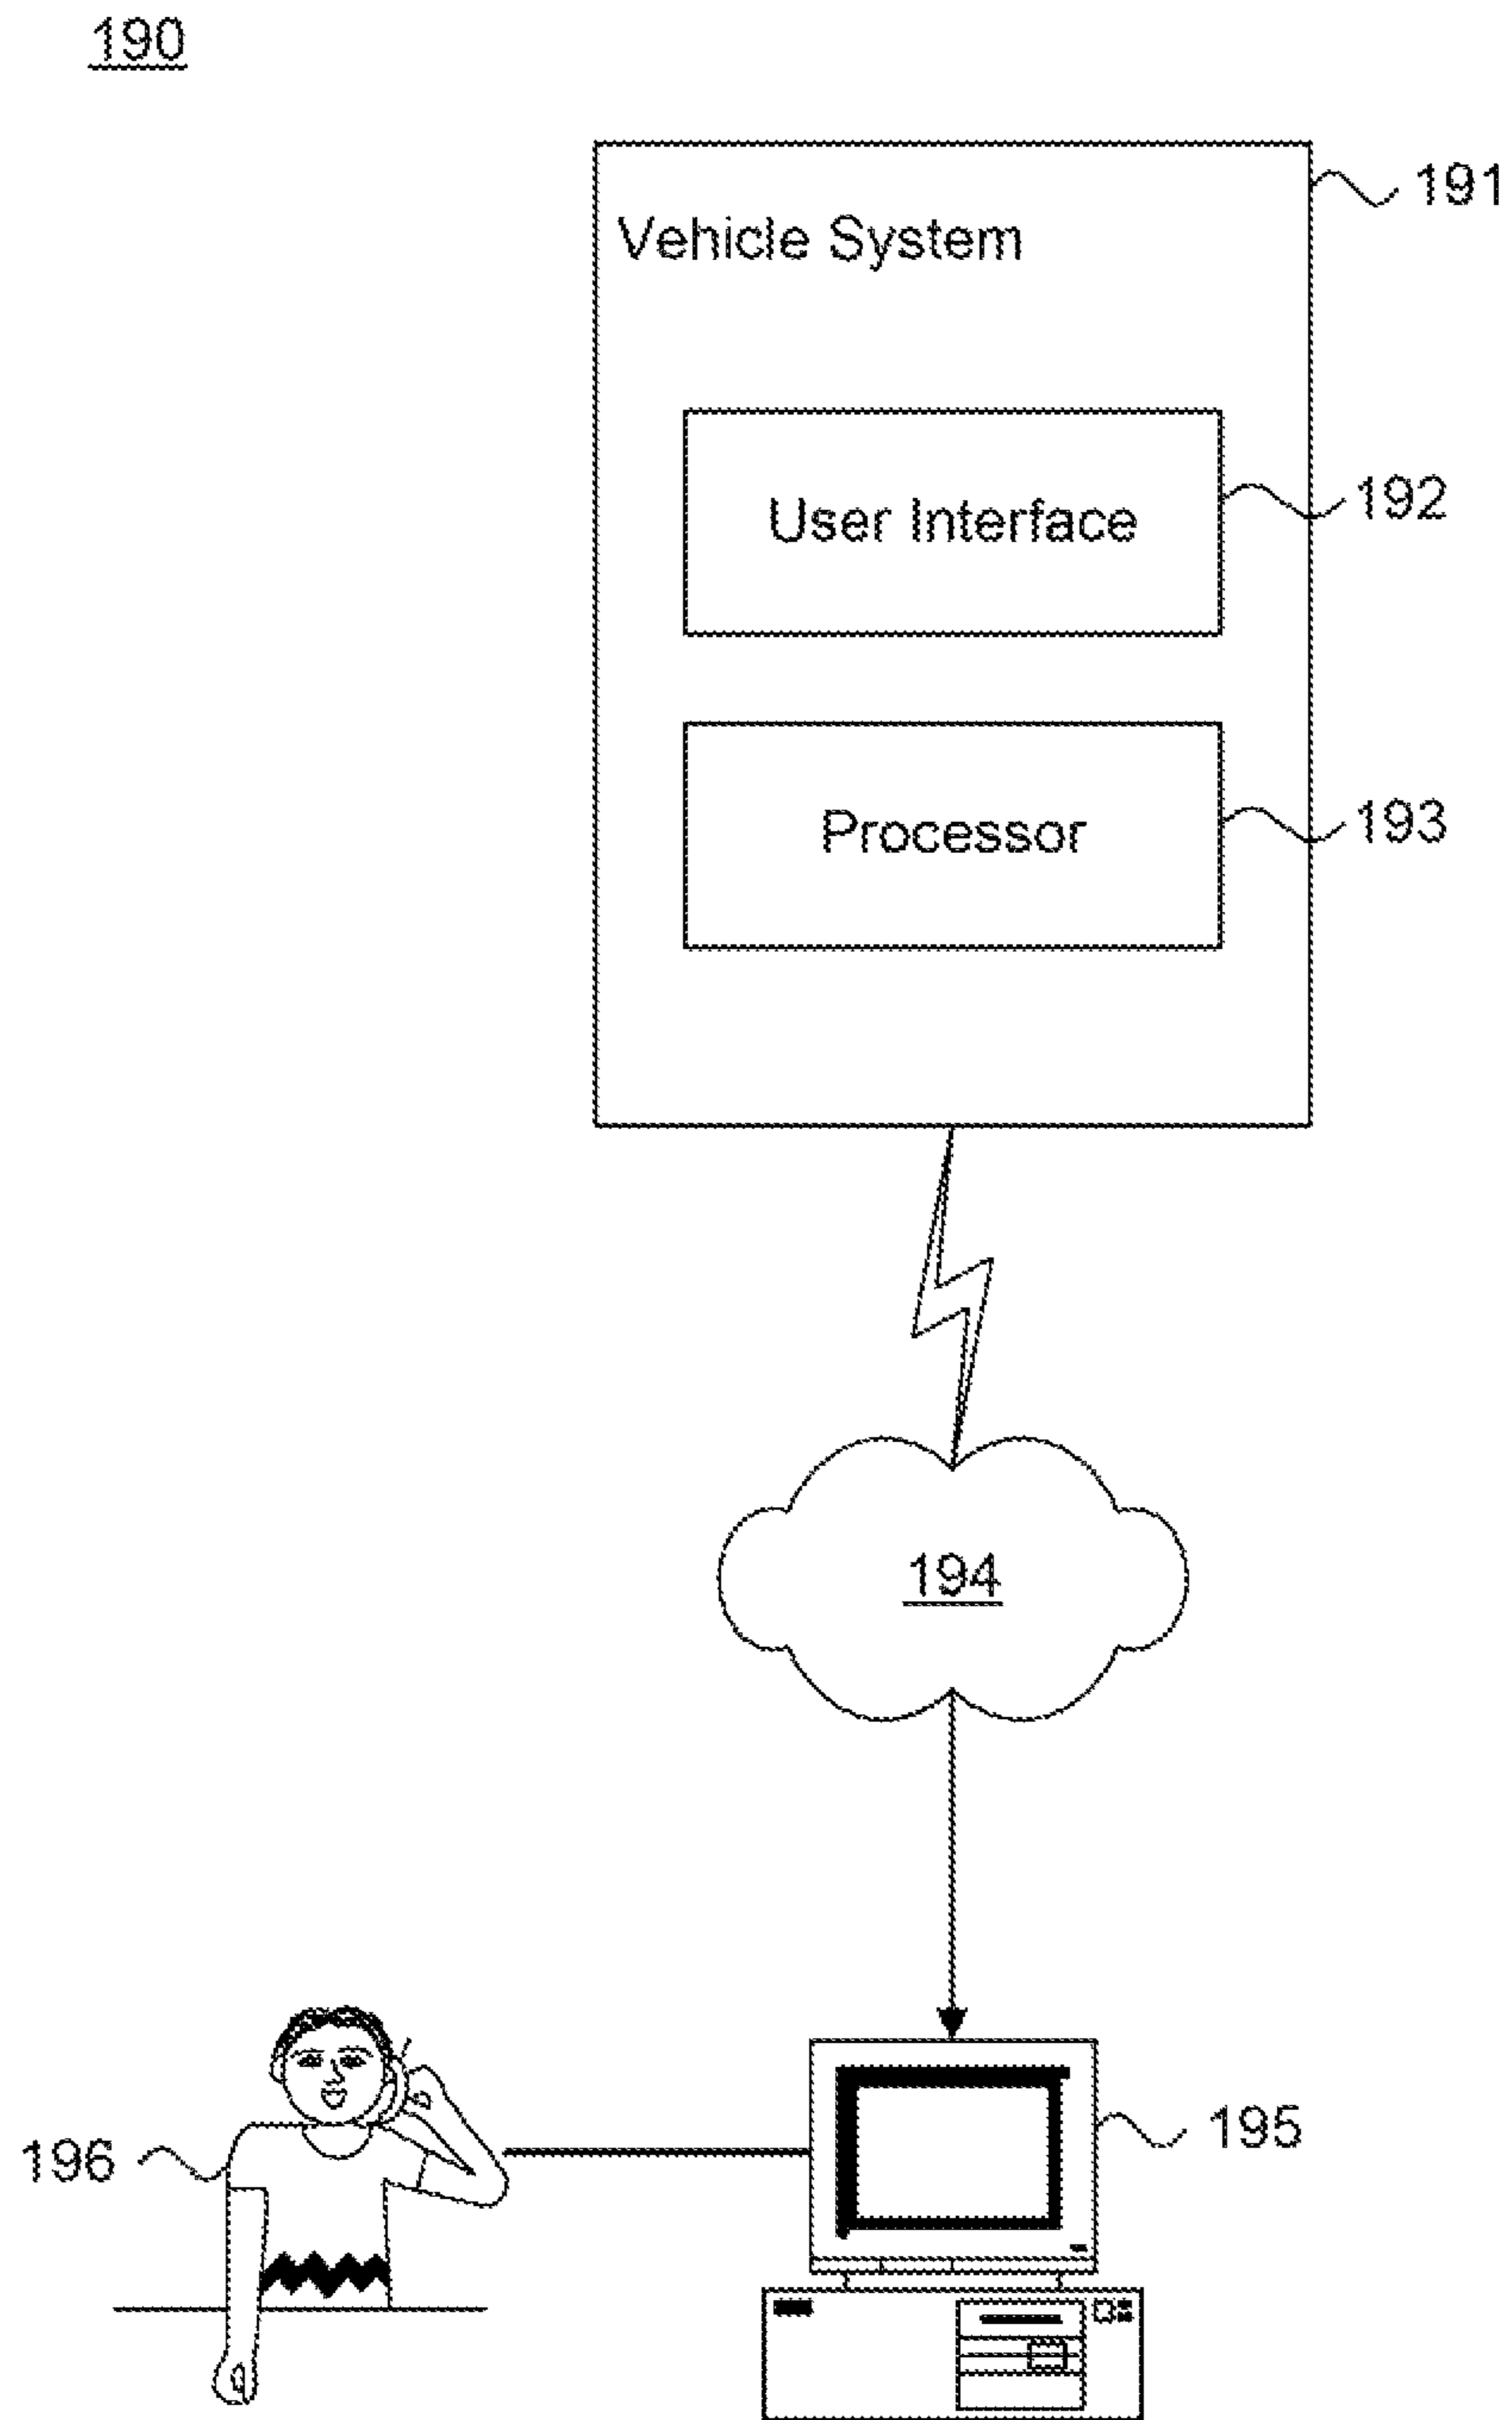 190
191
Vehicle System
User Interface
192
Processor
193
194
195
196